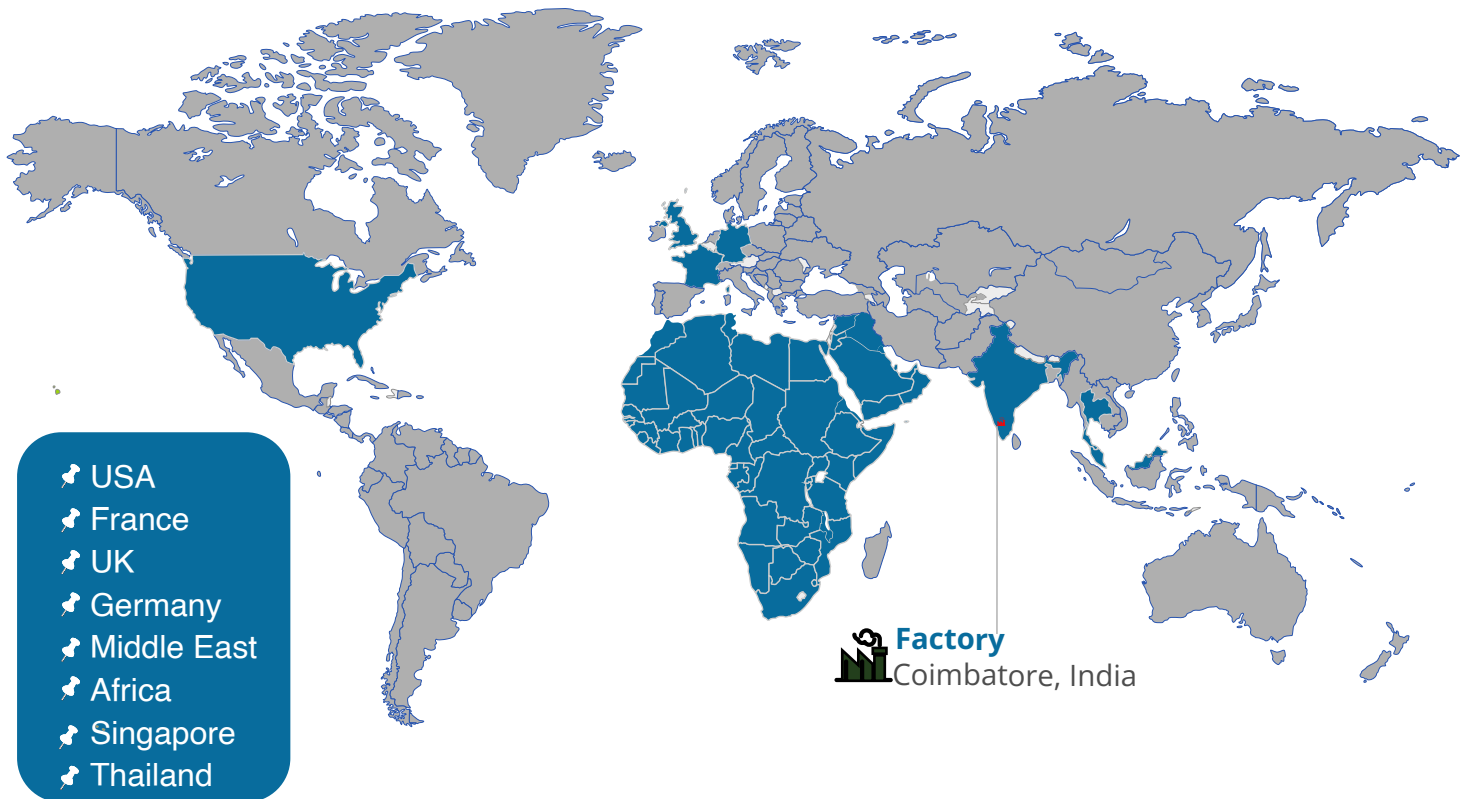 USA
France
UK
Germany
Middle East
Africa
Singapore
Thailand
Factory
Coimbatore, India